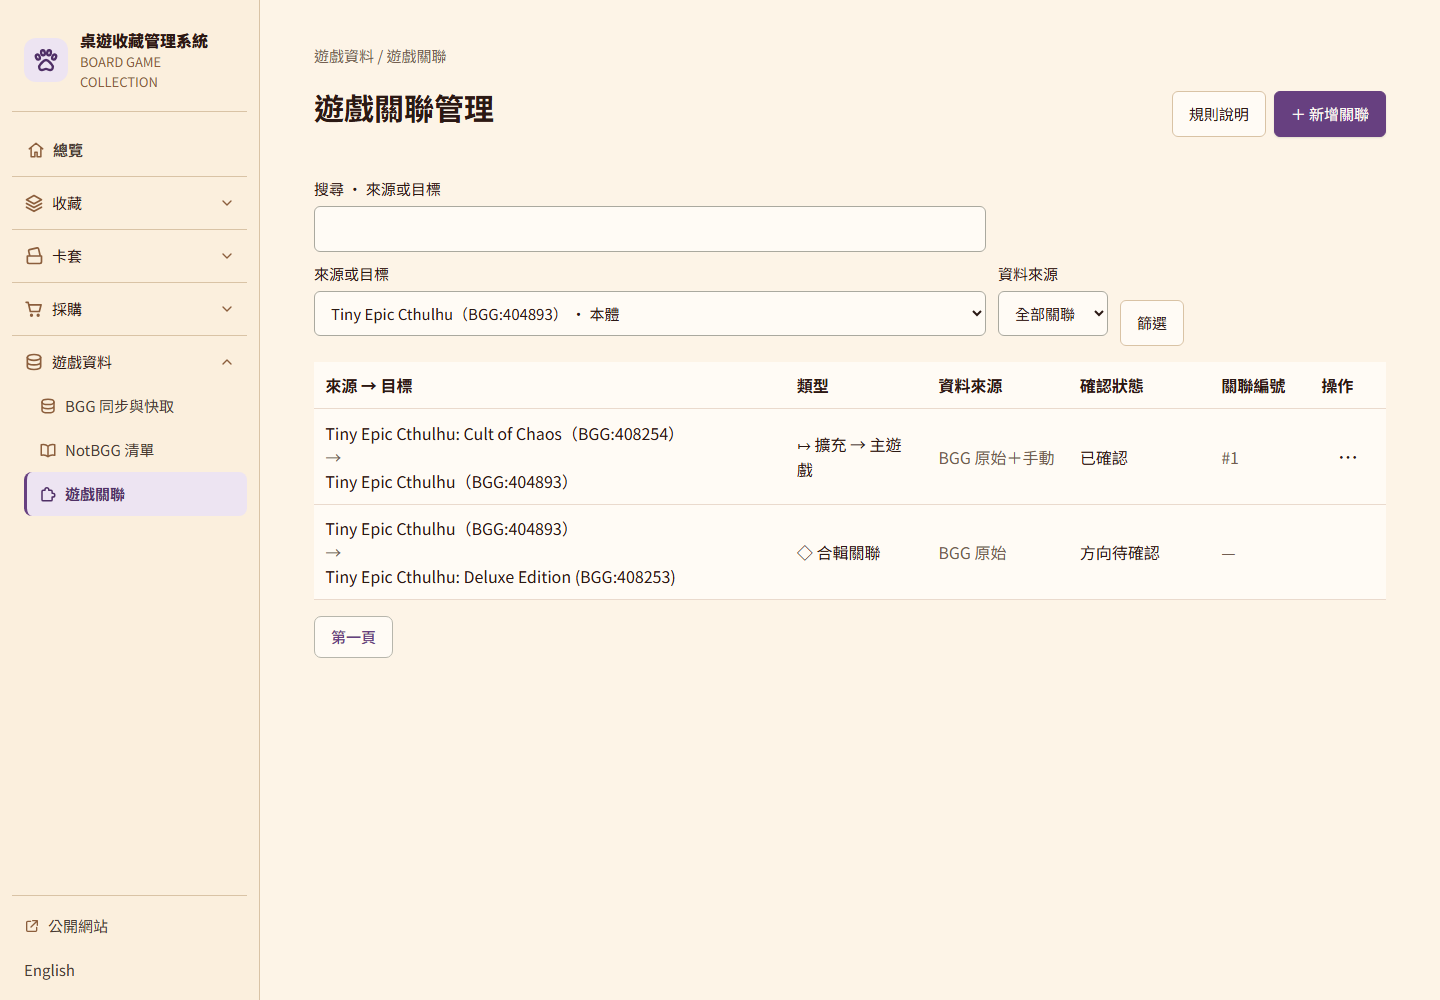 桌遊收藏管理系統
BOARD GAME
COLLECTION
總覽
收藏
卡套
採購
遊戲資料
BGG 同步與快取
NotBGG 清單
遊戲關聯
公開網站
English
遊戲資料 / 遊戲關聯
遊戲關聯管理
規則說明
＋ 新增關聯
搜尋 · 來源或目標
來源或目標
資料來源
Tiny Epic Cthulhu（BGG:404893） · 本體
全部關聯
篩選
來源 → 目標
類型
資料來源
確認狀態
關聯編號
操作
Tiny Epic Cthulhu: Cult of Chaos（BGG:408254）
→
Tiny Epic Cthulhu（BGG:404893）
↦ 擴充 → 主遊
戲
BGG 原始＋手動
已確認
#1
⋯
Tiny Epic Cthulhu（BGG:404893）
→
Tiny Epic Cthulhu: Deluxe Edition (BGG:408253)
◇ 合輯關聯
BGG 原始
方向待確認
—
第一頁